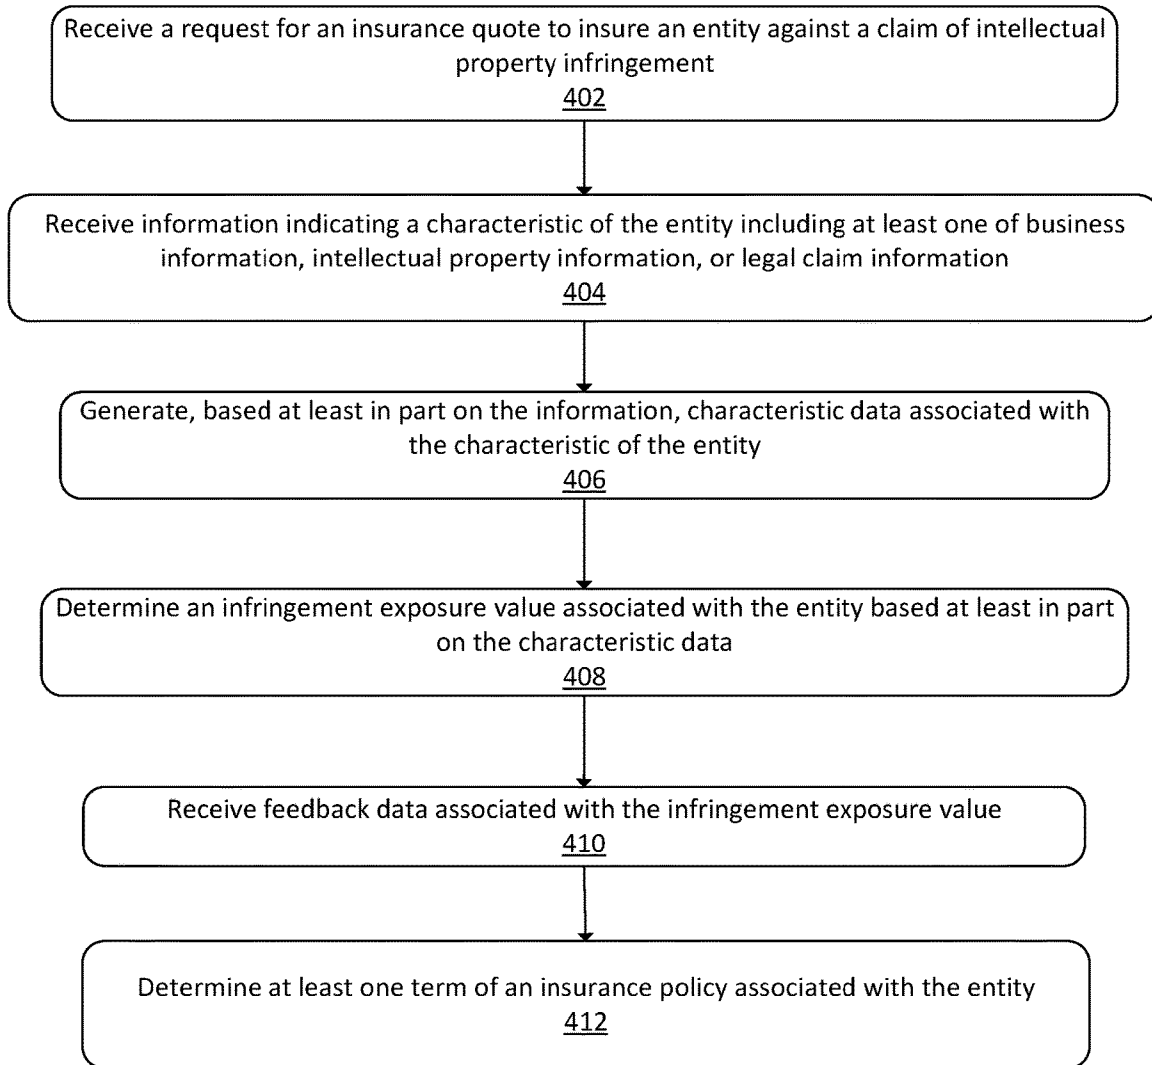 Receive a request for an insurance quote to insure an entity against a claim of intellectual
property infringement
402
Receive information indicating a characteristic of the entity including at least one of business
information, intellectual property information, or legal claim information
404
Generate, based at least in part on the information, characteristic data associated with
the characteristic of the entity
406
Determine an infringement exposure value associated with the entity based at least in part
on the characteristic data
408
Receive feedback data associated with the infringement exposure value
410
Determine at least one term of an insurance policy associated with the entity
412